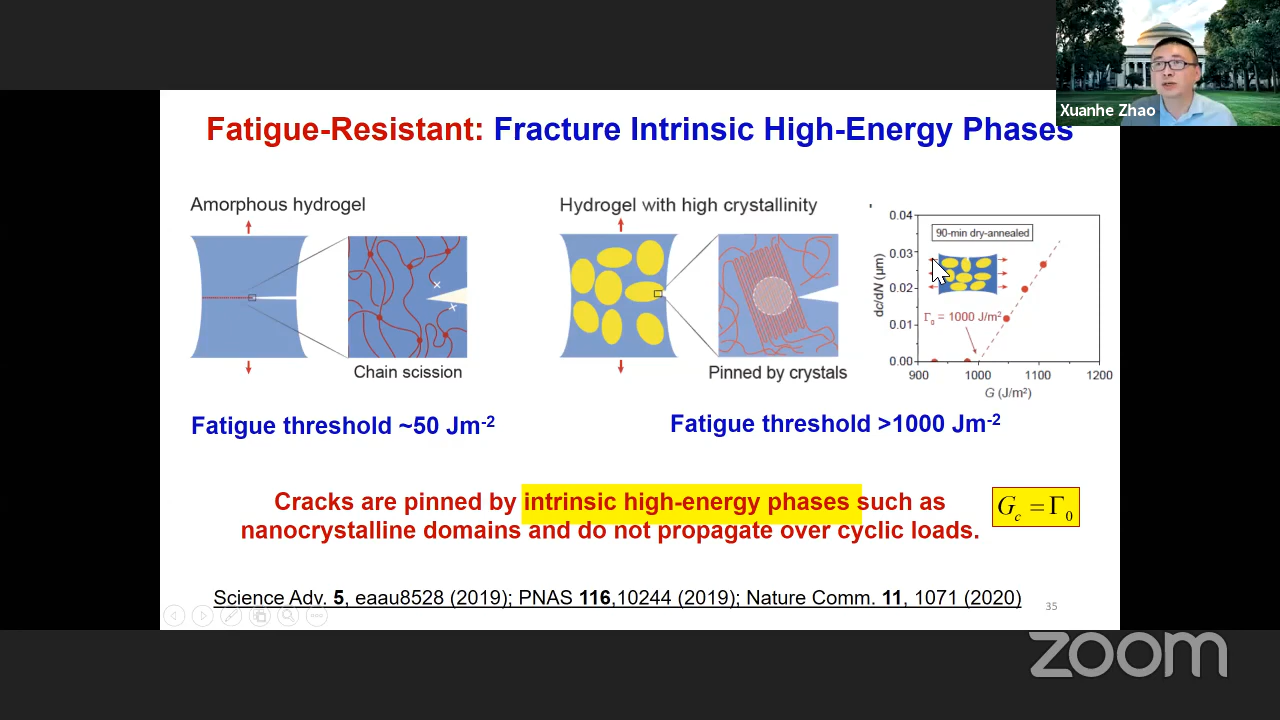 Xuanhe Zhao
Fatigue-Resistant: Fracture Intrinsic High-Energy Phases
Amorphous hydrogel
Chain scission
Fatigue threshold ~50 Jm-2
Hydrogel with high crystallinity
Pinned by crystals
Fatigue threshold >1000 Jm-2
0.04
0.03
0.02
0.01
0.00
dc/dN (μm)
90-min dry-annealed
Γ0 = 1000 J/m²
900 1000 1100 1200
G (J/m²)
Cracks are pinned by intrinsic high-energy phases such as
nanocrystalline domains and do not propagate over cyclic loads.
Gc = Γ0
Science Adv. 5, eaau8528 (2019); PNAS 116,10244 (2019); Nature Comm. 11, 1071 (2020)
35
zoom